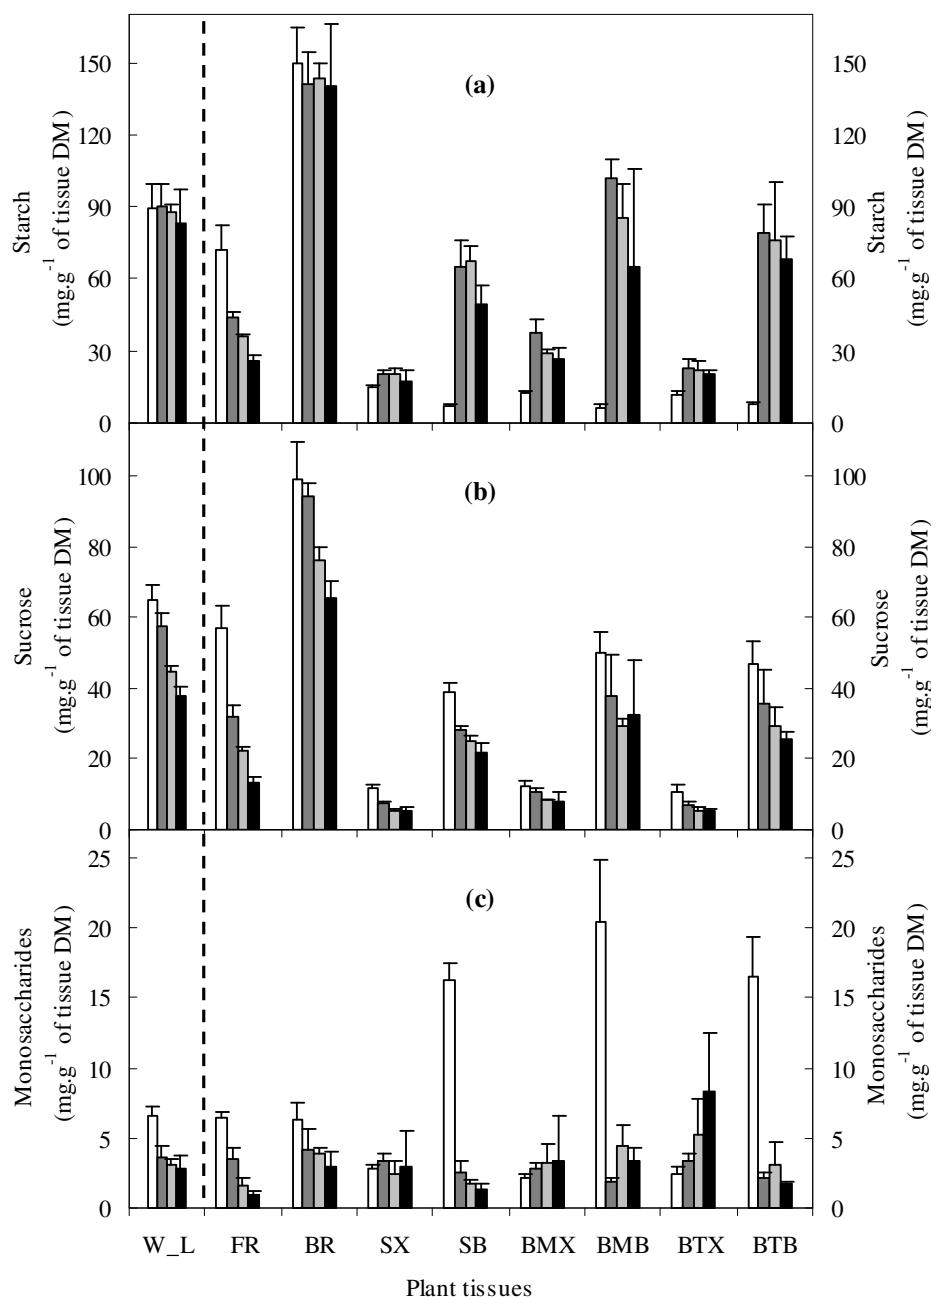 (a)
Starch
(mg.g⁻¹ of tissue DM)
150
120
90
60
30
0
150
120
90
60
30
0
Starch
(mg.g⁻¹ of tissue DM)
(b)
Sucrose
(mg.g⁻¹ of tissue DM)
100
80
60
40
20
0
100
80
60
40
20
0
Sucrose
(mg.g⁻¹ of tissue DM)
(c)
Monosaccharides
(mg.g⁻¹ of tissue DM)
25
20
15
10
5
0
25
20
15
10
5
0
Monosaccharides
(mg.g⁻¹ of tissue DM)
W_L FR BR SX SB BMX BMB BTX BTB
Plant tissues